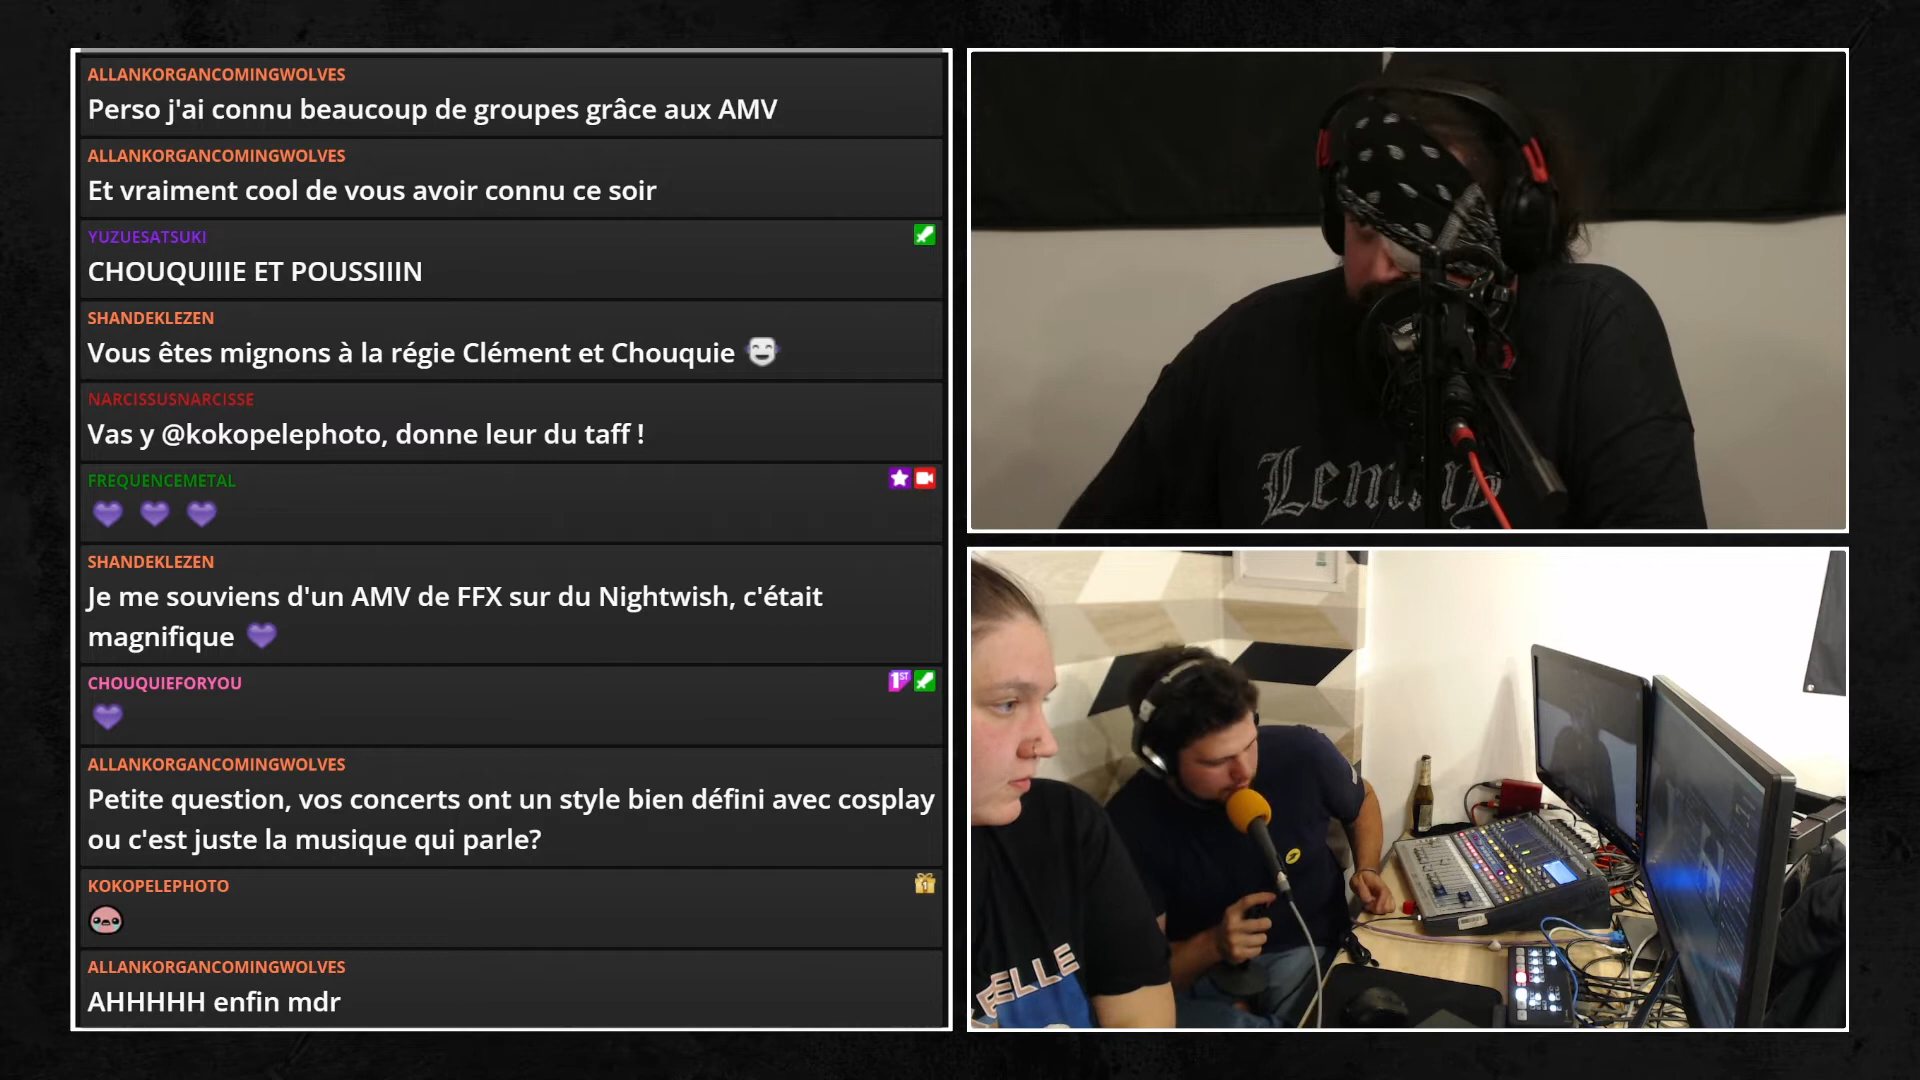 ALLANKORGANCOMINGWOLVES
Perso j'ai connu beaucoup de groupes grâce aux AMV
ALLANKORGANCOMINGWOLVES
Et vraiment cool de vous avoir connu ce soir
YUZUESATSUKI
CHOUQUIIIE ET POUSSIIIN
SHANDEKLEZEN
Vous êtes mignons à la régie Clément et Chouquie
NARCISSUSNARCISSE
Vas y @kokopelephoto, donne leur du taff !
FREQUENCEMETAL
SHANDEKLEZEN
Je me souviens d'un AMV de FFX sur du Nightwish, c'était
magnifique
CHOUQUIEFORYOU
1ST
ALLANKORGANCOMINGWOLVES
Petite question, vos concerts ont un style bien défini avec cosplay
ou c'est juste la musique qui parle?
KOKOPELEPHOTO
1
ALLANKORGANCOMINGWOLVES
AHHHHH enfin mdr